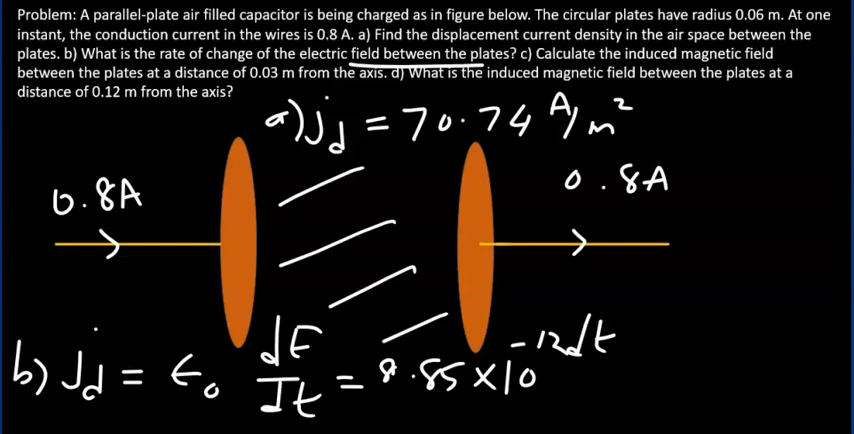 Problem: A parallel-plate air filled capacitor is being charged as in figure below. The circular plates have radius 0.06 m. At one
instant, the conduction current in the wires is 0.8 A. a) Find the displacement current density in the air space between the
plates. b) What is the rate of change of the electric field between the plates? c) Calculate the induced magnetic field
between the plates at a distance of 0.03 m from the axis. d) What is the induced magnetic field between the plates at a
distance of 0.12 m from the axis?
a) j_d = 70.74 A/m²
0.8A
0.8A
b) j_d = ϵ₀ dE/dt = 8.85×10⁻¹² dt